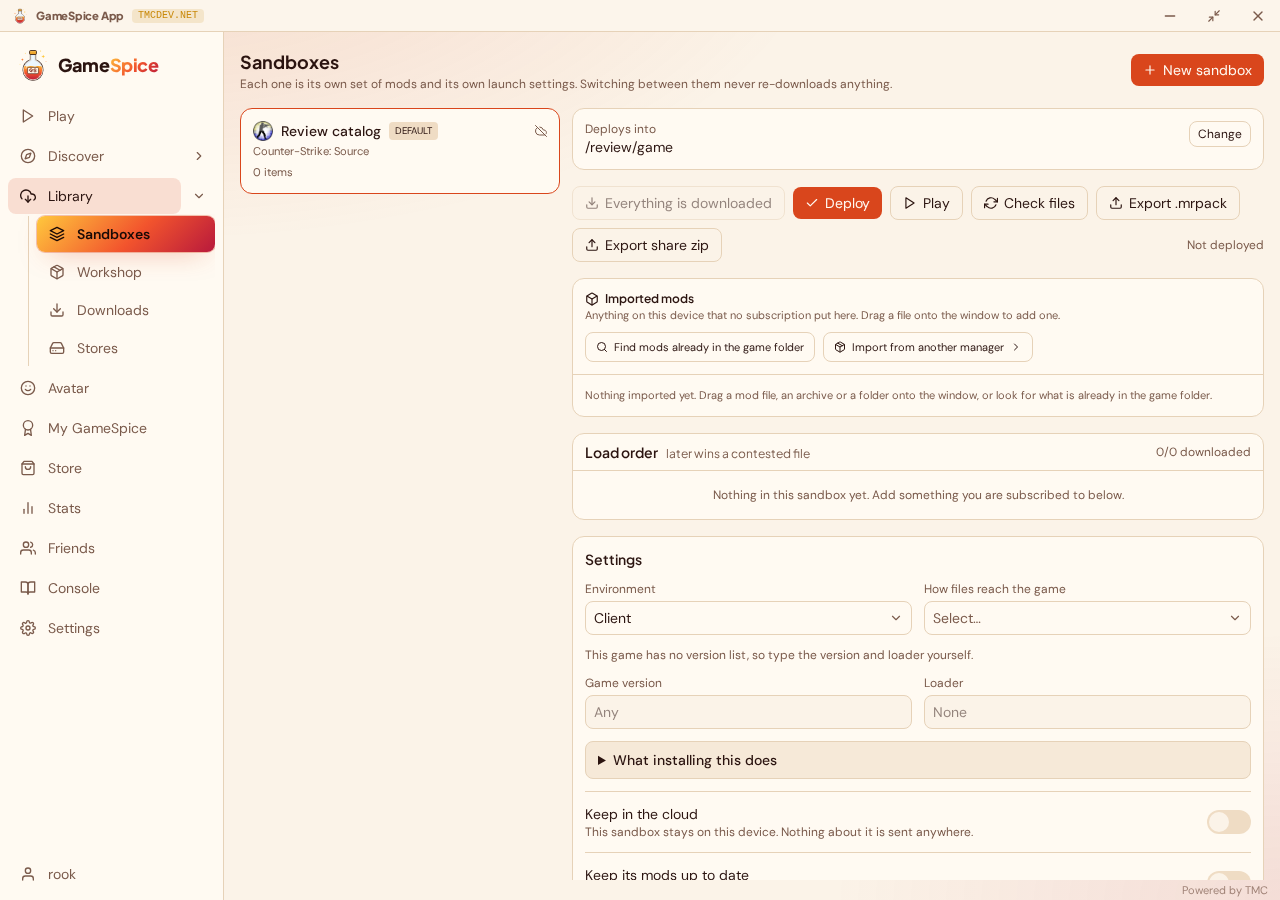 GameSpice App TMCDEV.NET
GameSpice
Play
Discover
Library
Sandboxes
Workshop
Downloads
Stores
Avatar
My GameSpice
Store
Stats
Friends
Console
Settings
rook
Sandboxes
Each one is its own set of mods and its own launch settings. Switching between them never re-downloads anything.
New sandbox
Review catalog DEFAULT
Counter-Strike: Source
0 items
Deploys into
/review/game
Change
Everything is downloaded Deploy Play Check files Export .mrpack
Export share zip Not deployed
Imported mods
Anything on this device that no subscription put here. Drag a file onto the window to add one.
Find mods already in the game folder Import from another manager
Nothing imported yet. Drag a mod file, an archive or a folder onto the window, or look for what is already in the game folder.
Load order later wins a contested file 0/0 downloaded
Nothing in this sandbox yet. Add something you are subscribed to below.
Settings
Environment How files reach the game
Client Select...
This game has no version list, so type the version and loader yourself.
Game version Loader
Any None
What installing this does
Keep in the cloud
This sandbox stays on this device. Nothing about it is sent anywhere.
Keep its mods up to date
Powered by TMC